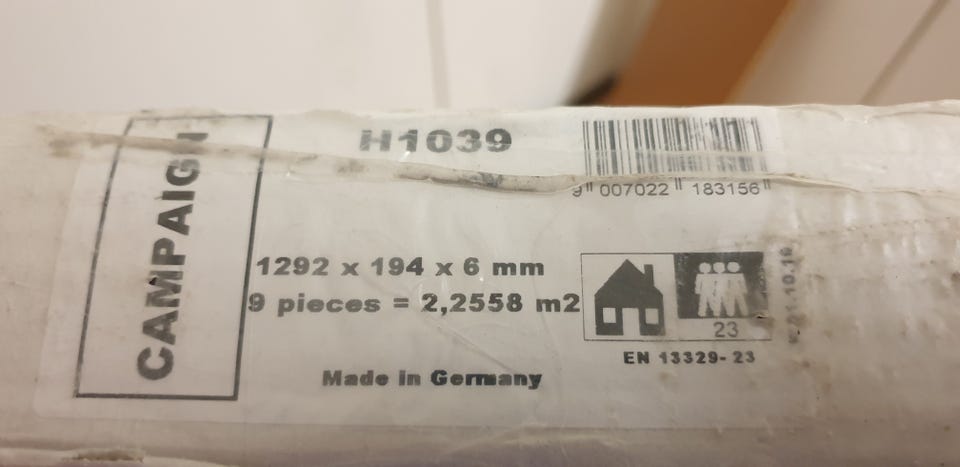 CAMPAIGN
H1039
9 007022 183156
1292 x 194 x 6 mm
9 pieces = 2,2558 m2
23
EN 13329- 23
Made in Germany